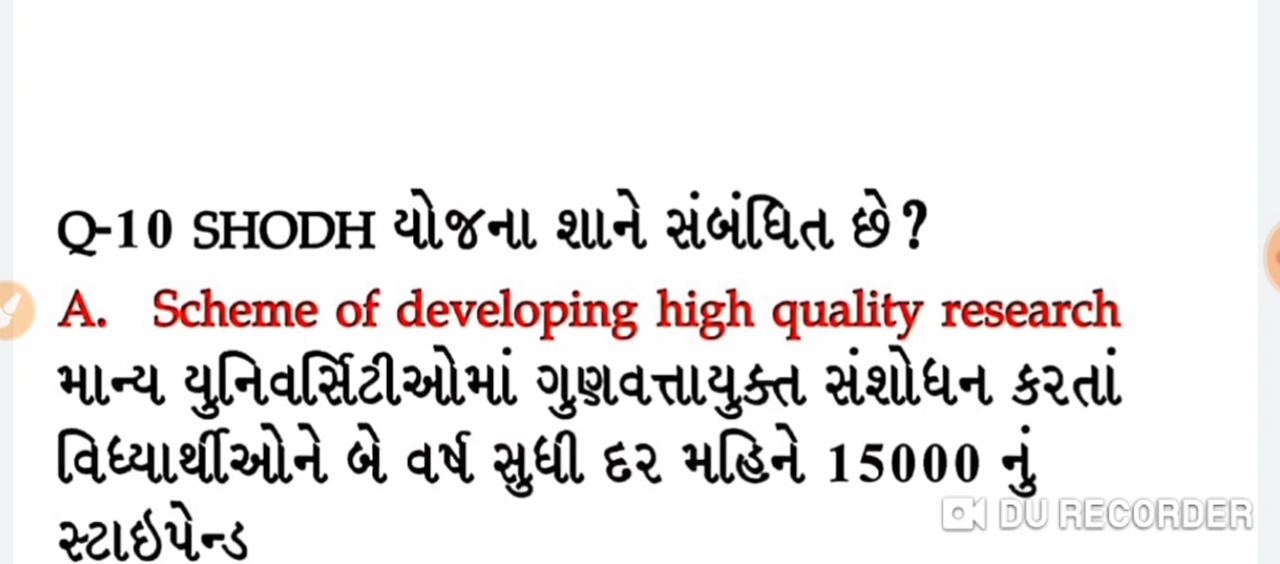 Q-10 SHODH યોજના શાને સંબંધિત છે?
A. Scheme of developing high quality research
માન્ય યુનિવર્સિટીઓમાં ગુણવત્તાયુક્ત સંશોધન કરતાં
વિધ્યાર્થીઓને બે વર્ષ સુધી દર મહિને 15000 નું
સ્ટાઇપેન્ડ
DU RECORDER